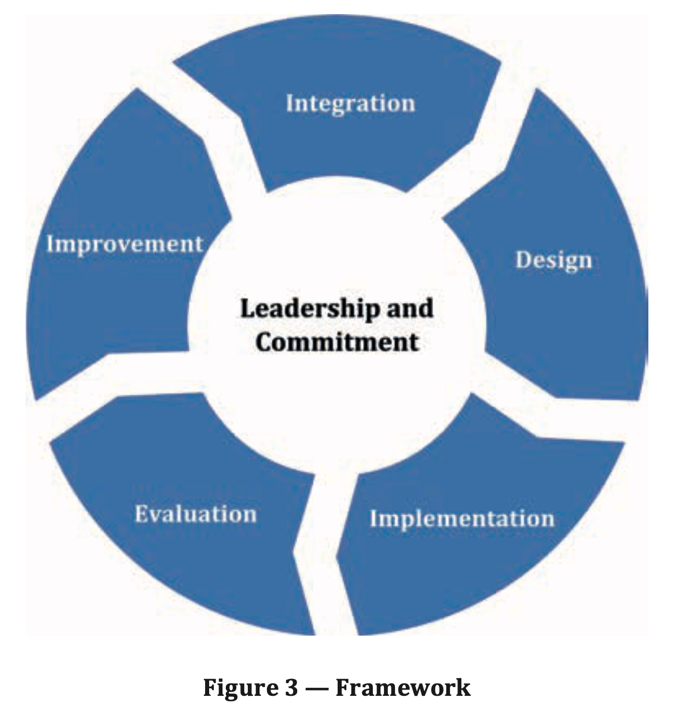 Integration
Improvement
Design
Leadership and
Commitment
Evaluation
Implementation
Figure 3 — Framework